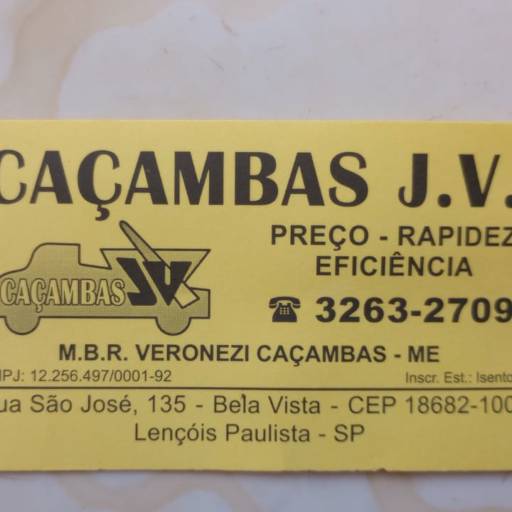 CAÇAMBAS J.V.
CAÇAMBAS JV
PREÇO - RAPIDEZ
EFICIÊNCIA
☎ 3263-2709
M.B.R. VERONEZI CAÇAMBAS - ME
NPJ: 12.256.497/0001-92 Inscr. Est.: Isento
ua São José, 135 - Bela Vista - CEP 18682-100
Lençóis Paulista - SP